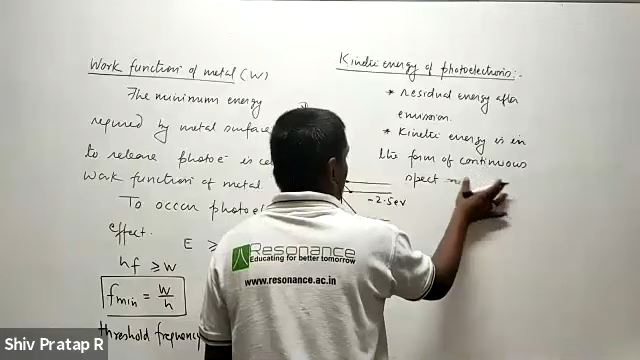 Work function of metal (W)
The minimum energy
required by metal surface
to release photo e⁻ is
work function of metal.
To occur photo
effect.
E ≥
hf ≥ W
fmin = W/h
threshold frequency
Kinetic energy of photoelectrons:-
* residual energy after
emission.
* Kinetic energy is in
the form of continuous
spect
-2.5ev
Resonance
Educating for better tomorrow
www.resonance.ac.in
Shiv Pratap R